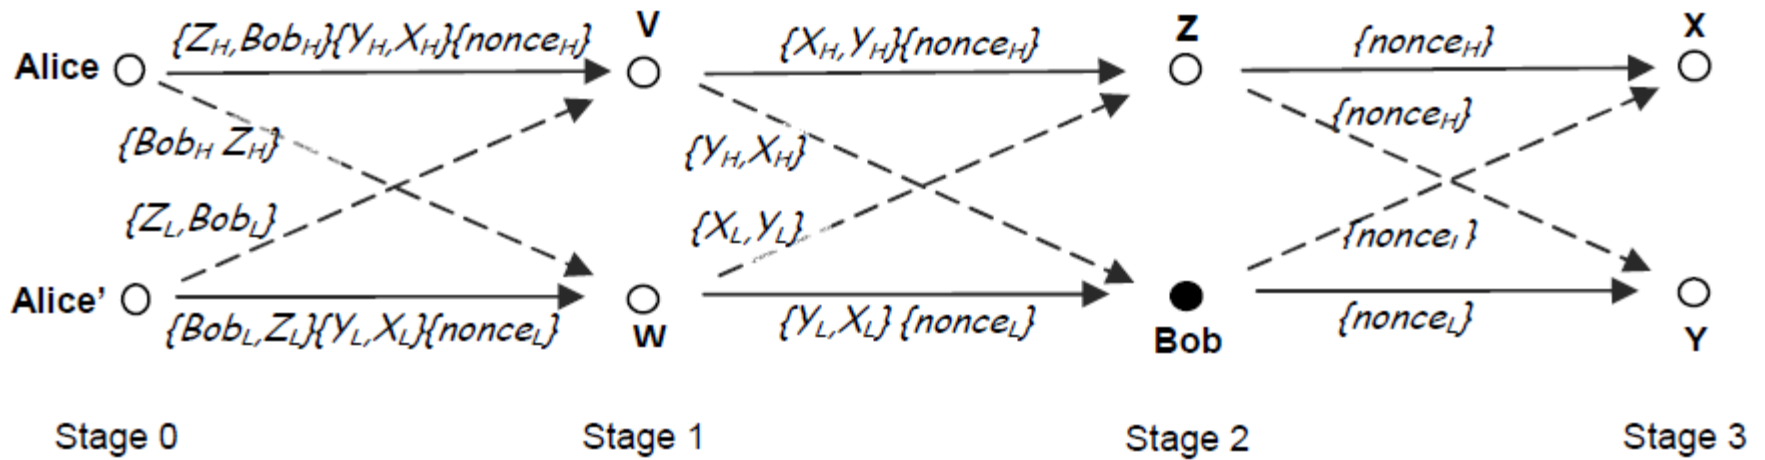 V Z X
{Z_H,Bob_H}{Y_H,X_H}{nonce_H} {X_H,Y_H}{nonce_H} {nonce_H}
Alice
{Bob_H Z_H} {Y_H,X_H} {nonce_H}
{Z_L,Bob_L} {X_L,Y_L} {nonce_I}
Alice'
{Bob_L,Z_L}{Y_L,X_L}{nonce_L} {Y_L,X_L} {nonce_L} {nonce_L}
W Bob Y
Stage 0 Stage 1 Stage 2 Stage 3